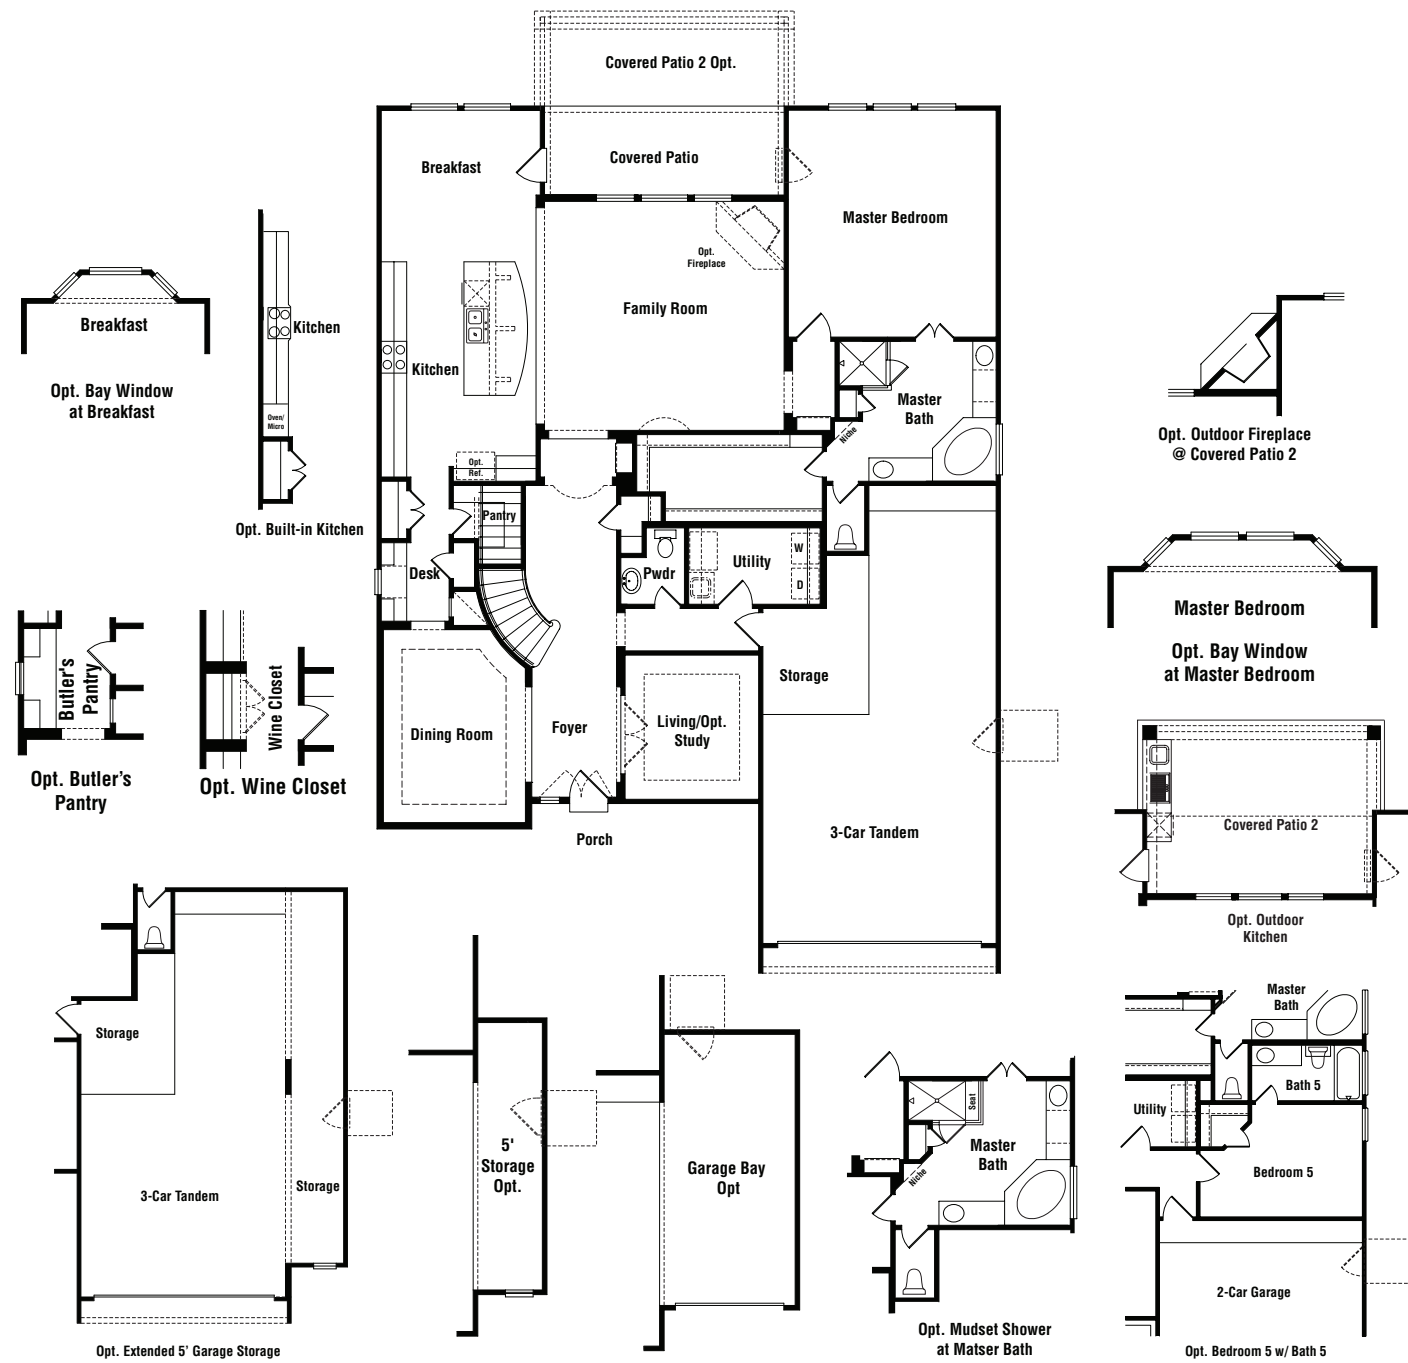 Covered Patio 2 Opt.
Covered Patio
Breakfast
Master Bedroom
Opt.
Fireplace
Family Room
Kitchen
Master
Bath
Niche
Opt.
Ref.
Pantry
Desk
Pwdr
Utility
W
D
Storage
Dining Room
Foyer
Living/Opt.
Study
Porch
3-Car Tandem
Breakfast
Opt. Bay Window
at Breakfast
Kitchen
Oven/
Micro
Opt. Built-in Kitchen
Butler's
Pantry
Opt. Butler's
Pantry
Wine Closet
Opt. Wine Closet
Opt. Outdoor Fireplace
@ Covered Patio 2
Master Bedroom
Opt. Bay Window
at Master Bedroom
Covered Patio 2
Opt. Outdoor
Kitchen
Storage
3-Car Tandem
Storage
Opt. Extended 5' Garage Storage
5'
Storage
Opt.
Garage Bay
Opt
Seat
Master
Bath
Niche
Opt. Mudset Shower
at Matser Bath
Master
Bath
Bath 5
Utility
Bedroom 5
2-Car Garage
Opt. Bedroom 5 w/ Bath 5